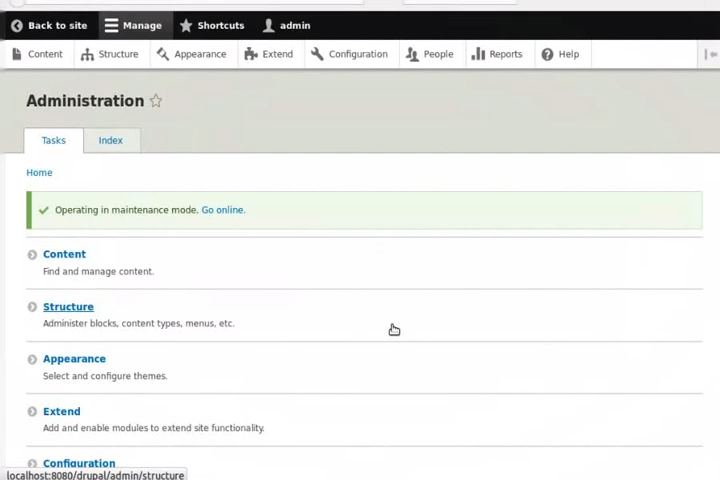 Back to site Manage Shortcuts admin
Content Structure Appearance Extend Configuration People Reports Help
Administration
Tasks Index
Home
Operating in maintenance mode. Go online.
Content
Find and manage content.
Structure
Administer blocks, content types, menus, etc.
Appearance
Select and configure themes.
Extend
Add and enable modules to extend site functionality.
Configuration
localhost:8080/drupal/admin/structure